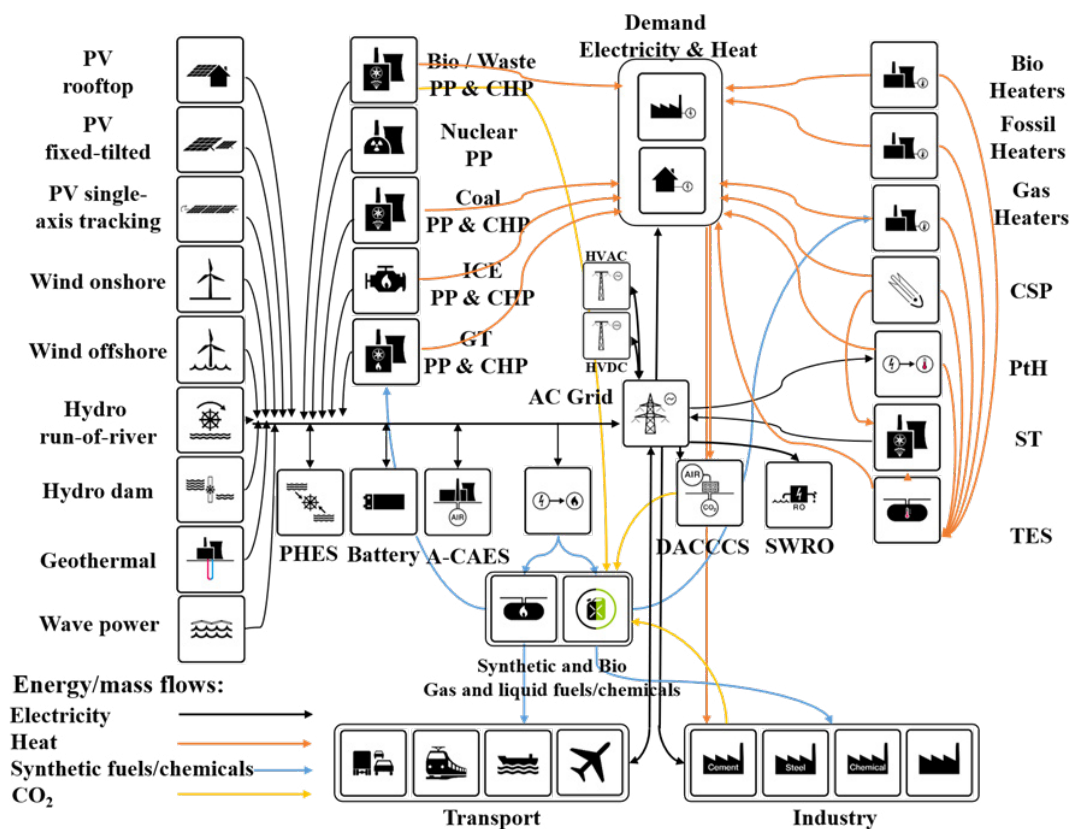 Demand
Electricity & Heat
PV
rooftop
PV
fixed-tilted
PV single-
axis tracking
Wind onshore
Wind offshore
Hydro
run-of-river
Hydro dam
Geothermal
Wave power
Bio / Waste
PP & CHP
Nuclear
PP
Coal
PP & CHP
ICE
PP & CHP
GT
PP & CHP
HVAC
HVDC
AC Grid
Bio
Heaters
Fossil
Heaters
Gas
Heaters
CSP
PtH
ST
TES
PHES
Battery
AIR
A-CAES
AIR
CO2
DACCCS
RO
SWRO
Synthetic and Bio
Gas and liquid fuels/chemicals
Energy/mass flows:
Electricity
Heat
Synthetic fuels/chemicals
CO2
Transport
Cement
Steel
Chemical
Industry